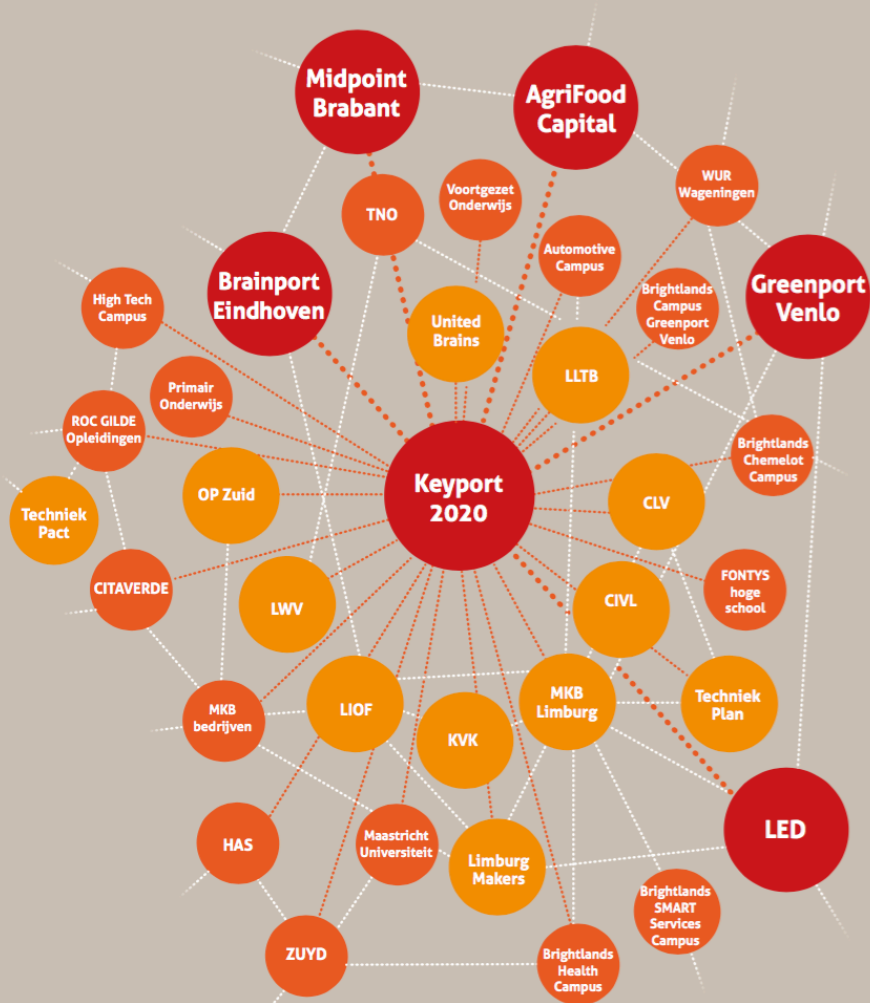 Midpoint
Brabant
AgriFood
Capital
WUR
Wageningen
Voortgezet
Onderwijs
TNO
Automotive
Campus
Brainport
Eindhoven
Greenport
Venlo
High Tech
Campus
Brightlands
Campus
Greenport
Venlo
United
Brains
LLTB
Primair
Onderwijs
ROC GILDE
Opleidingen
Brightlands
Chemelot
Campus
OP Zuid
Keyport
2020
CLV
Techniek
Pact
CITAVERDE
LWV
CIVL
FONTYS
hoge
school
MKB
bedrijven
LIOF
MKB
Limburg
Techniek
Plan
KVK
LED
HAS
Maastricht
Universiteit
Limburg
Makers
Brightlands
SMART
Services
Campus
ZUYD
Brightlands
Health
Campus